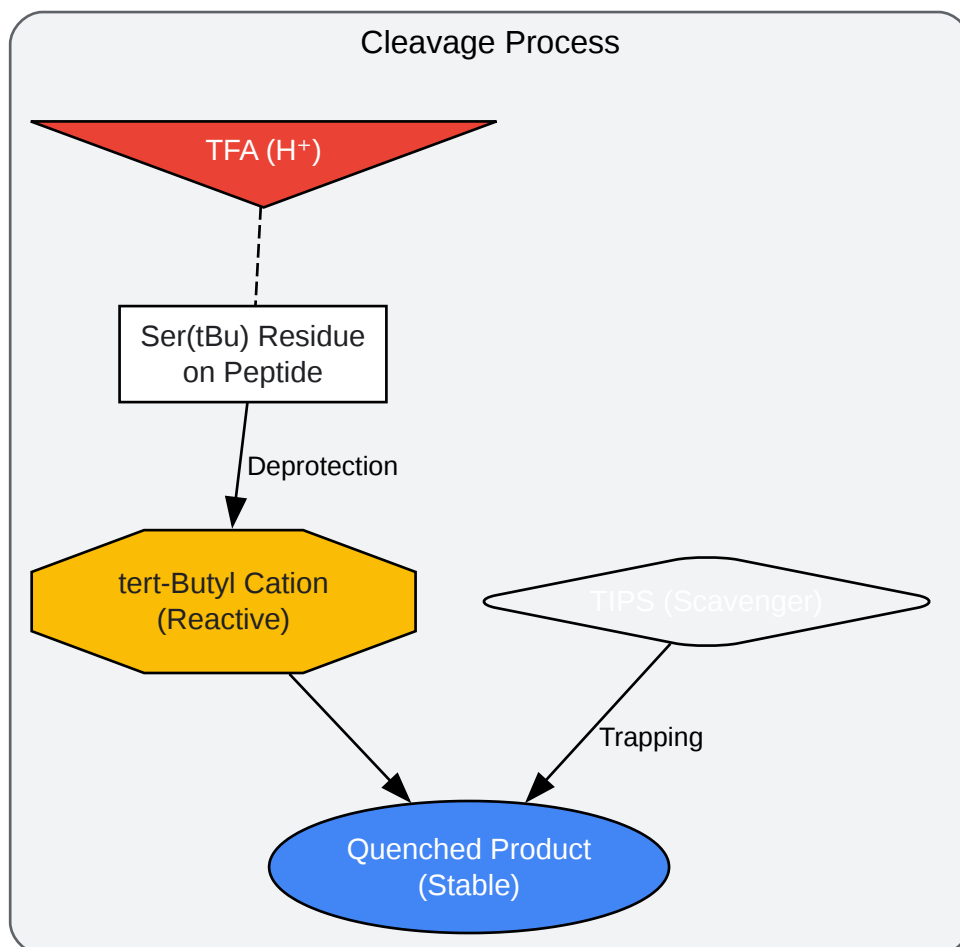 Cleavage Process
TFA (H⁺)
Ser(tBu) Residue
on Peptide
Deprotection
tert-Butyl Cation
(Reactive)
TIPS (Scavenger)
Trapping
Quenched Product
(Stable)